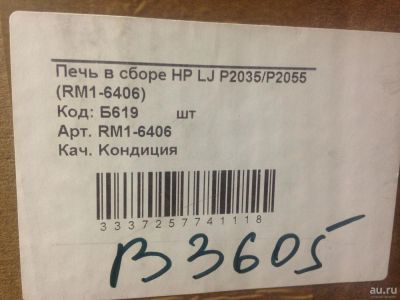 Печь в сборе HP LJ P2035/P2055
(RM1-6406)
Код: Б619 шт
Арт. RM1-6406
Кач. Кондиция
3337257741118
В3605
au.ru